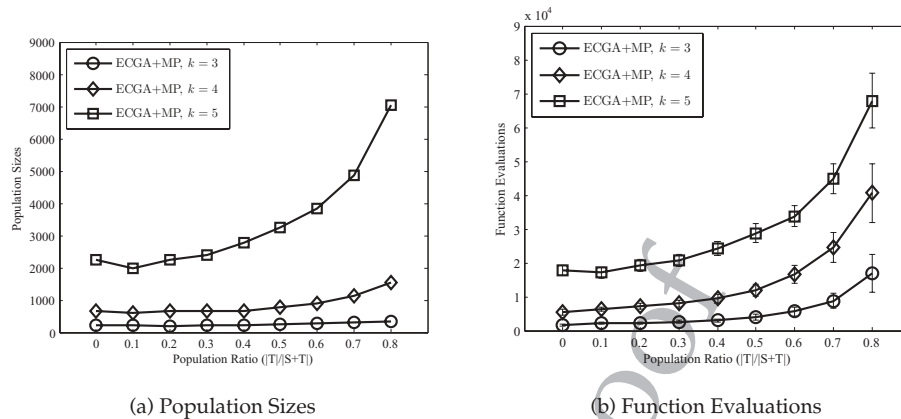 9000
8000
7000
6000
5000
4000
3000
2000
1000
0
Population Sizes
ECGA+MP, k = 3
ECGA+MP, k = 4
ECGA+MP, k = 5
0 0.1 0.2 0.3 0.4 0.5 0.6 0.7 0.8
Population Ratio (|T|/|S+T|)
(a) Population Sizes
x 10⁴
9
8
7
6
5
4
3
2
1
0
Function Evaluations
ECGA+MP, k = 3
ECGA+MP, k = 4
ECGA+MP, k = 5
0 0.1 0.2 0.3 0.4 0.5 0.6 0.7 0.8
Population Ratio (|T|/|S+T|)
(b) Function Evaluations